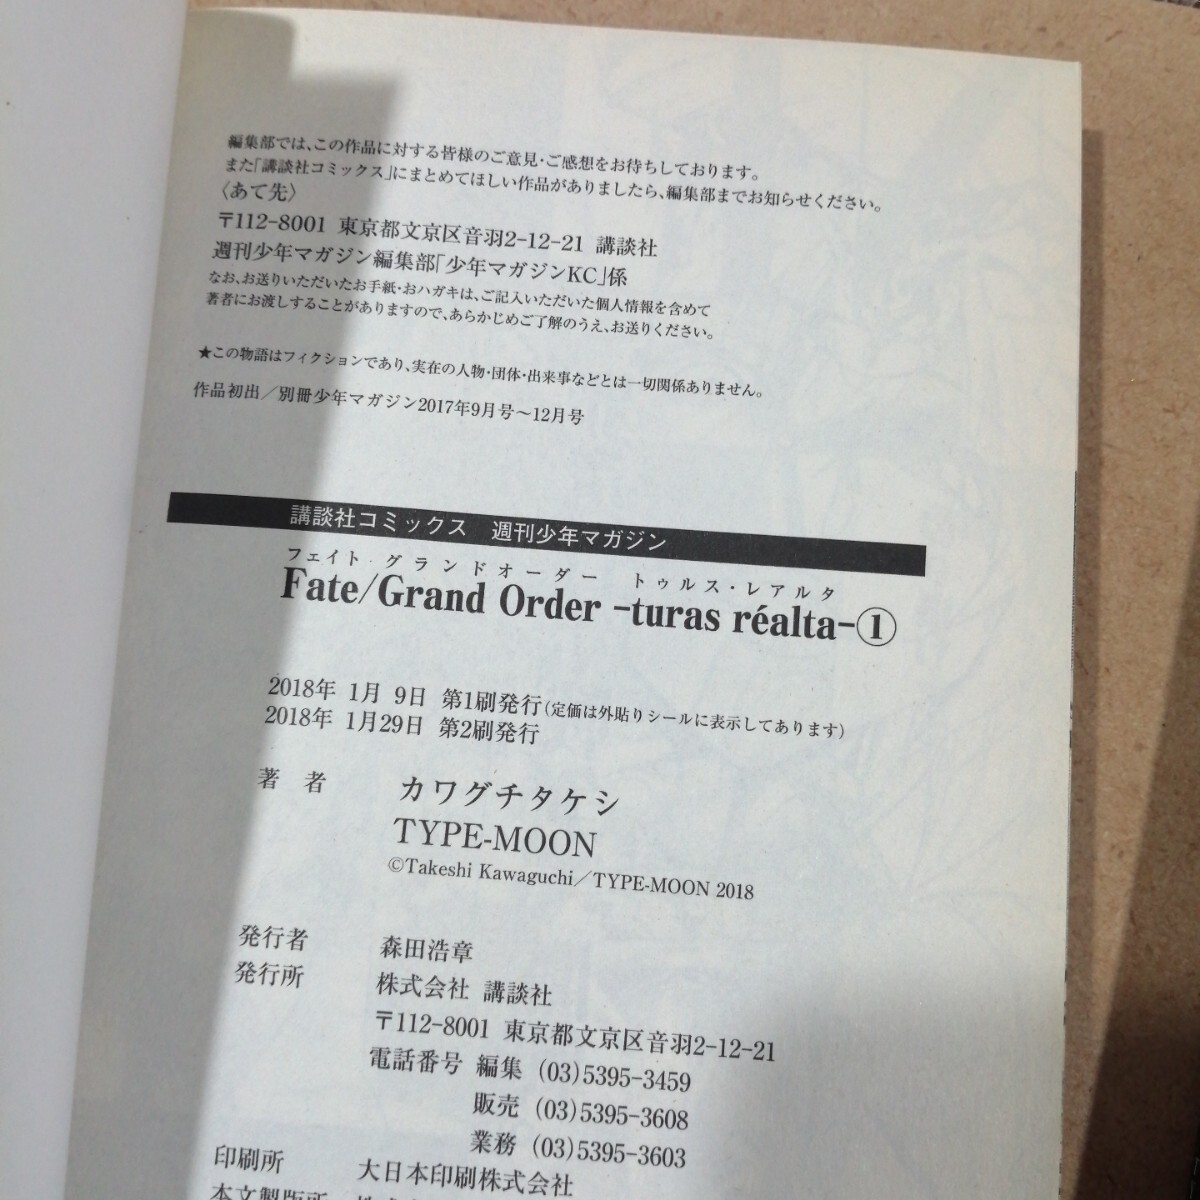 編集部では、この作品に対する皆様のご意見・ご感想をお待ちしております。
また「講談社コミックス」にまとめてほしい作品がありましたら、編集部までお知らせください。
〈あて先〉
〒112-8001 東京都文京区音羽2-12-21 講談社
週刊少年マガジン編集部「少年マガジンKC」係
なお、お送りいただいたお手紙・おハガキは、ご記入いただいた個人情報を含めて
著者にお渡しすることがありますので、あらかじめご了解のうえ、お送りください。
★この物語はフィクションであり、実在の人物・団体・出来事などとは一切関係ありません。
作品初出／別冊少年マガジン2017年9月号〜12月号
講談社コミックス 週刊少年マガジン
フェイト・グランドオーダー トゥルス・レアルタ
Fate/Grand Order -turas réalta-①
2018年 1月 9日 第1刷発行(定価は外貼りシールに表示してあります)
2018年 1月29日 第2刷発行
著 者 カワグチタケシ
TYPE-MOON
©Takeshi Kawaguchi／TYPE-MOON 2018
発行者 森田浩章
発行所 株式会社 講談社
〒112-8001 東京都文京区音羽2-12-21
電話番号 編集 (03)5395-3459
販売 (03)5395-3608
業務 (03)5395-3603
印刷所 大日本印刷株式会社
本文製版所